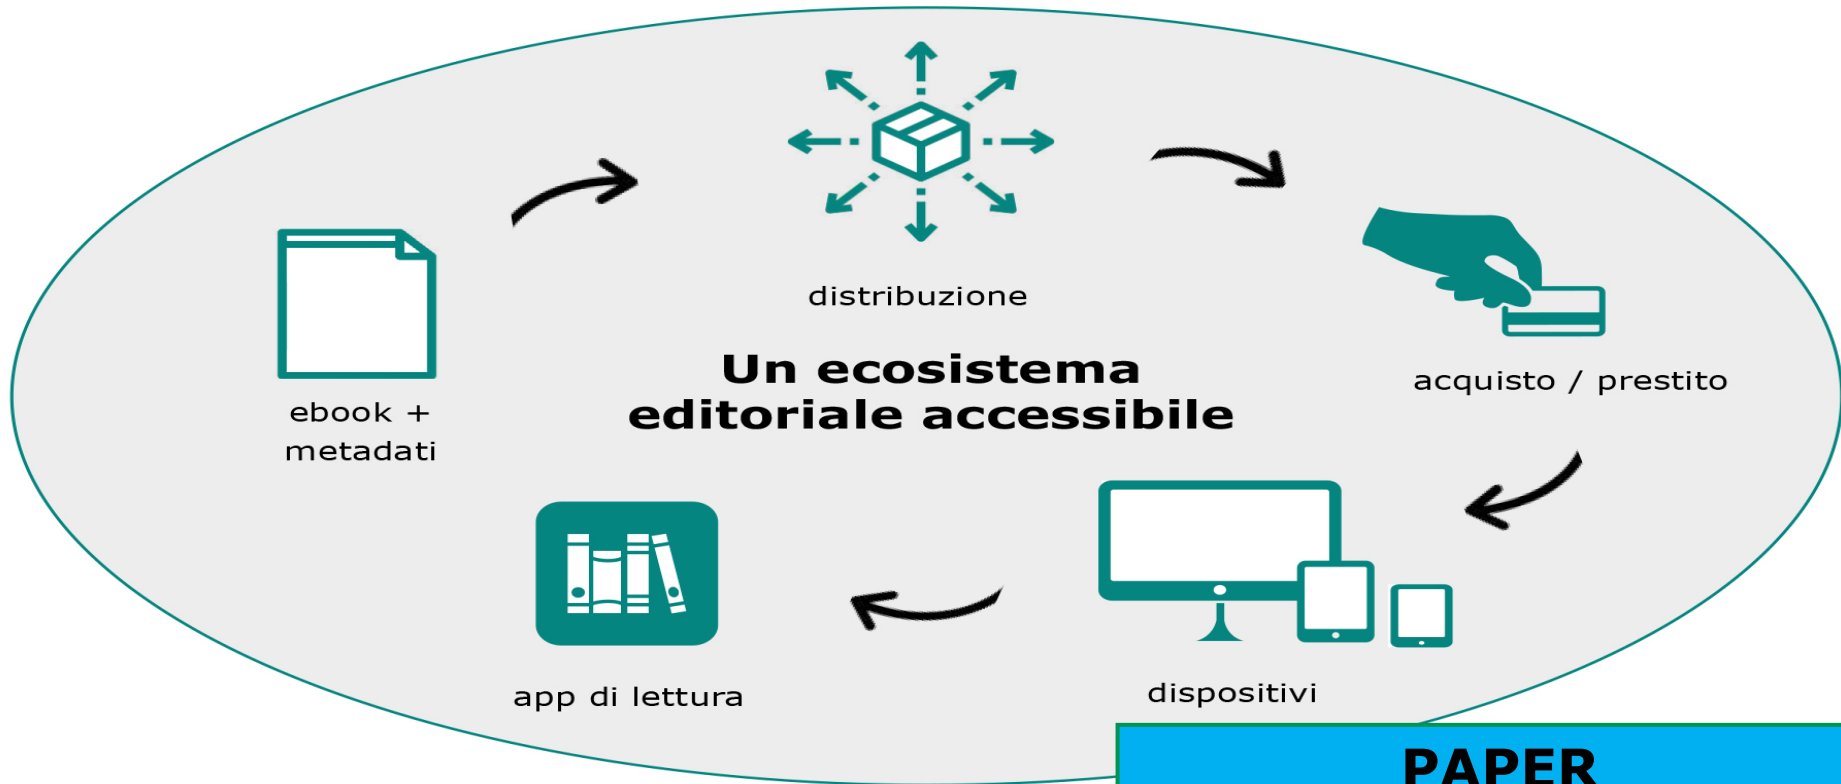 distribuzione
Un ecosistema
editoriale accessibile
acquisto / prestito
ebook +
metadati
app di lettura
dispositivi
PAPER